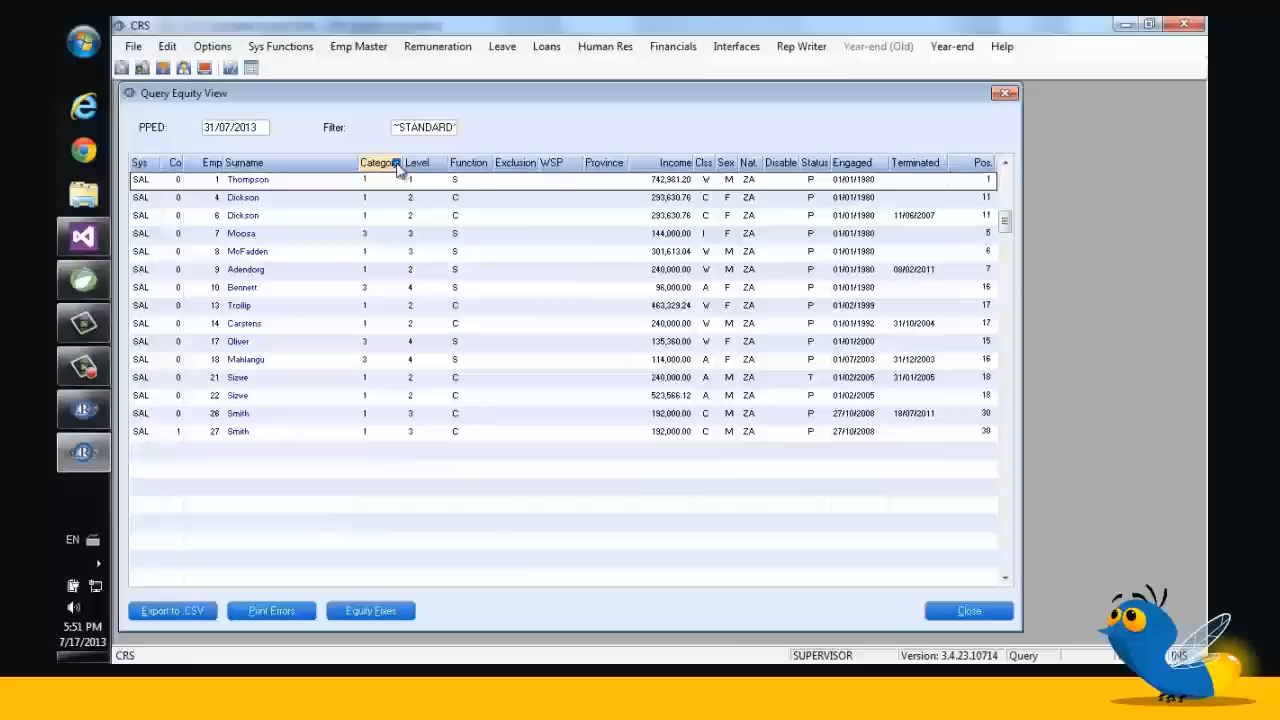 CRS
File Edit Options Sys Functions Emp Master Remuneration Leave Loans Human Res Financials Interfaces Rep Writer Year-end (Old) Year-end Help
Query Equity View
PPED: 31/07/2013 Filter: ~STANDARD~
Sys Co Emp Surname Categor Level Function Exclusion WSP Province Income Clss Sex Nat. Disable Status Engaged Terminated Pos.
SAL 0 1 Thompson 1 1 S 742,981.20 W M ZA P 01/01/1980 1
SAL 0 4 Dickson 1 2 C 293,630.76 C F ZA P 01/01/1980 11
SAL 0 6 Dickson 1 2 C 293,630.76 C F ZA P 01/01/1980 11/06/2007 11
SAL 0 7 Moosa 3 3 S 144,000.00 I F ZA P 01/01/1980 5
SAL 0 8 McFadden 1 3 S 301,613.04 W M ZA P 01/01/1980 6
SAL 0 9 Adendorg 1 2 S 240,000.00 W M ZA P 01/01/1980 08/02/2011 7
SAL 0 10 Bennett 3 4 S 96,000.00 A F ZA P 01/01/1980 16
SAL 0 13 Trollip 1 2 C 463,329.24 W F ZA P 01/02/1999 17
SAL 0 14 Carstens 1 2 C 240,000.00 W M ZA P 01/01/1992 31/10/2004 17
SAL 0 17 Oliver 3 4 S 135,360.00 W F ZA P 01/01/2000 15
SAL 0 18 Mahlangu 3 4 S 114,000.00 A F ZA P 01/07/2003 31/12/2003 16
SAL 0 21 Sizwe 1 2 C 240,000.00 A M ZA T 01/02/2005 31/01/2005 18
SAL 0 22 Sizwe 1 2 C 523,566.12 A M ZA P 01/02/2005 18
SAL 0 26 Smith 1 3 C 192,000.00 C M ZA P 27/10/2008 18/07/2011 30
SAL 1 27 Smith 1 3 C 192,000.00 C M ZA P 27/10/2008 30
Export to .CSV Print Errors Equity Fixes Close
CRS SUPERVISOR Version: 3.4.23.10714 Query INS
EN
5:51 PM
7/17/2013